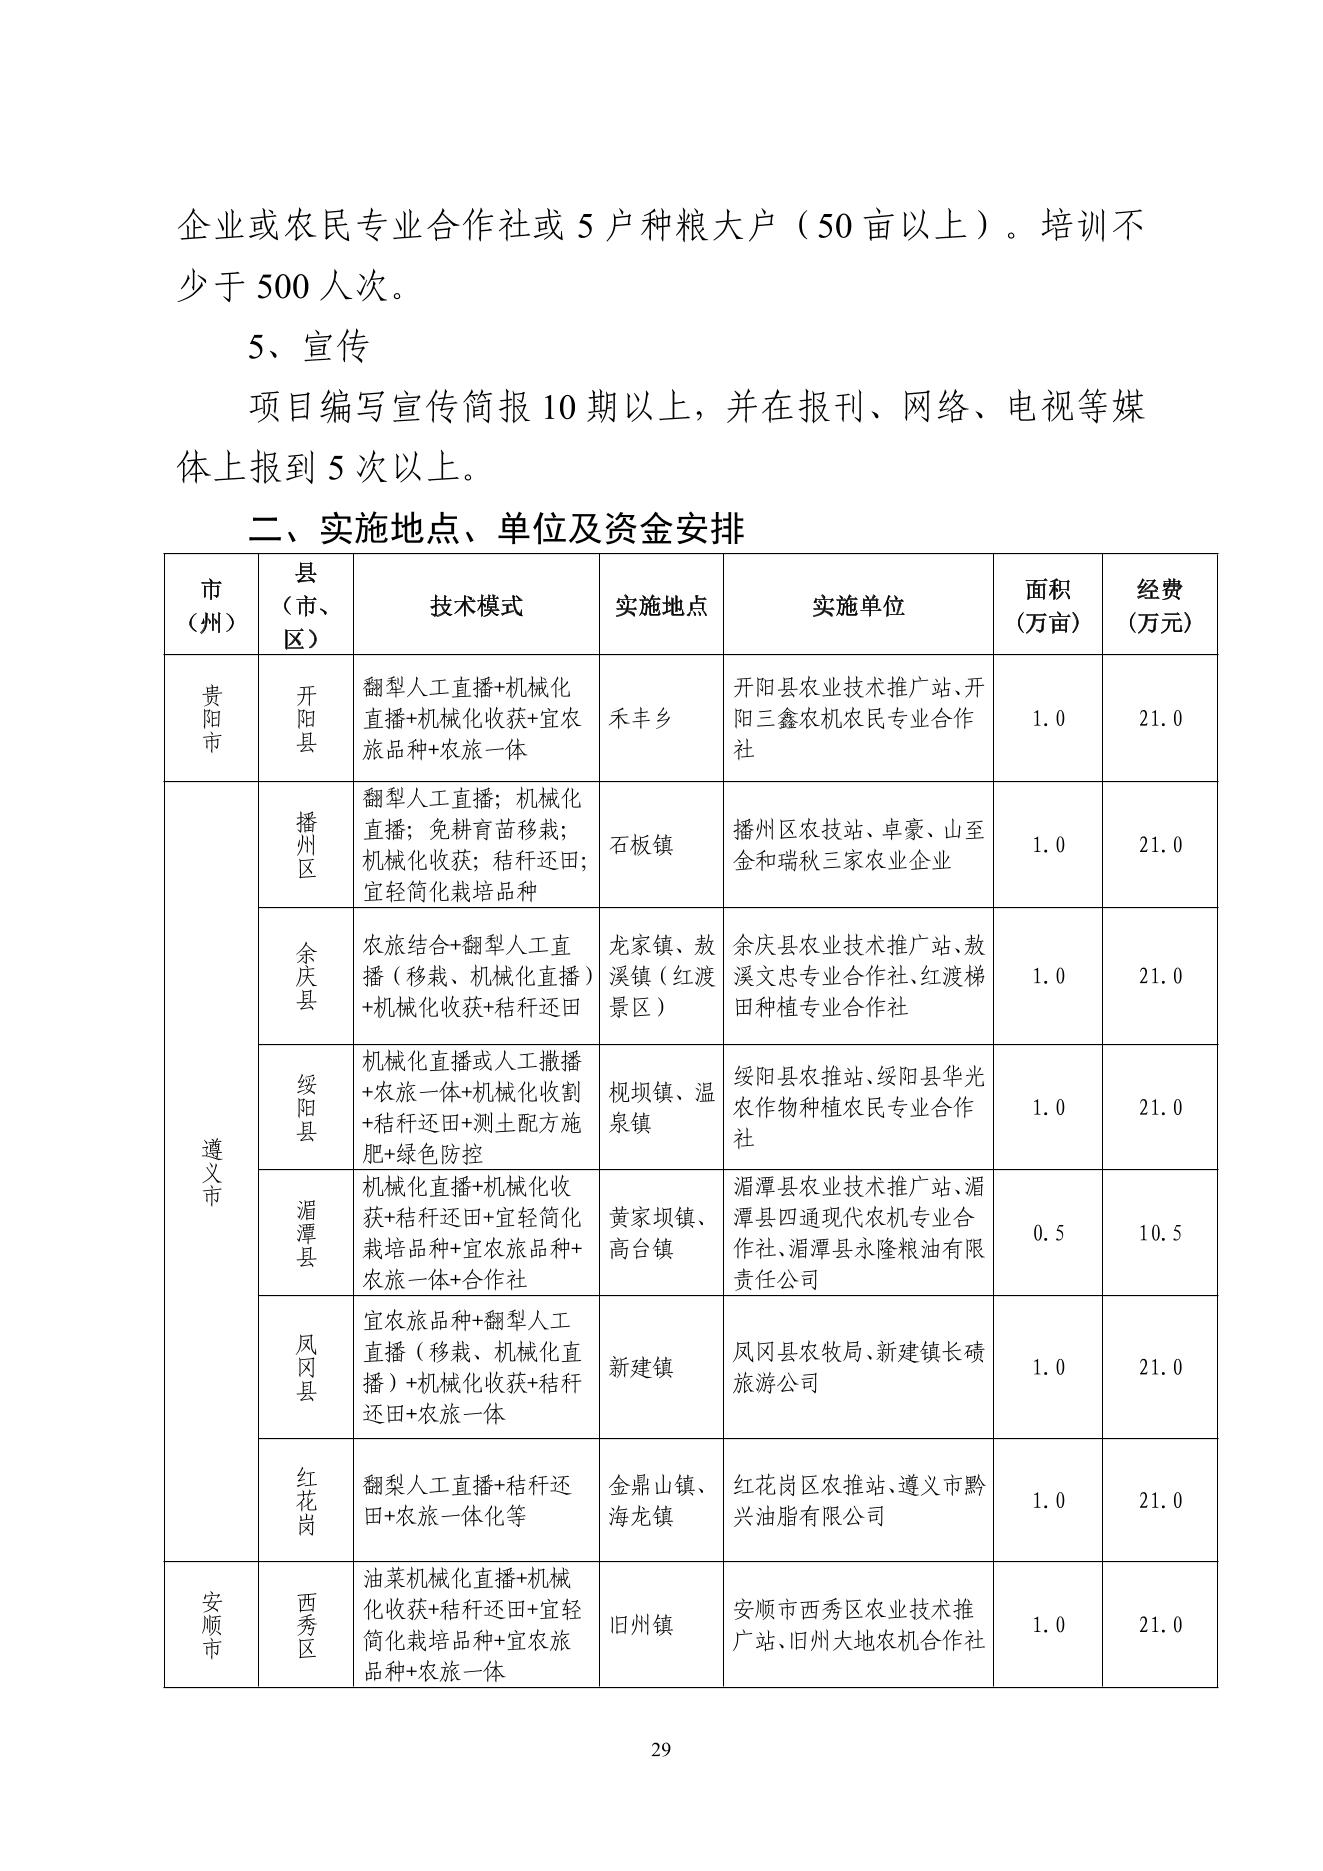 企业或农民专业合作社或 5 户种粮大户（50 亩以上）。培训不
少于 500 人次。
5、宣传
项目编写宣传简报 10 期以上，并在报刊、网络、电视等媒
体上报到 5 次以上。
二、实施地点、单位及资金安排
市
（州）
县
（市、
区）
技术模式
实施地点
实施单位
面积
(万亩)
经费
(万元)
贵阳市
开阳县
翻犁人工直播+机械化
直播+机械化收获+宜农
旅品种+农旅一体
禾丰乡
开阳县农业技术推广站、开
阳三鑫农机农民专业合作
社
1.0
21.0
遵义市
播州区
翻犁人工直播；机械化
直播；免耕育苗移栽；
机械化收获；秸秆还田；
宜轻简化栽培品种
石板镇
播州区农技站、卓豪、山至
金和瑞秋三家农业企业
1.0
21.0
余庆县
农旅结合+翻犁人工直
播（移栽、机械化直播）
+机械化收获+秸秆还田
龙家镇、敖
溪镇（红渡
景区）
余庆县农业技术推广站、敖
溪文忠专业合作社、红渡梯
田种植专业合作社
1.0
21.0
绥阳县
机械化直播或人工撒播
+农旅一体+机械化收割
+秸秆还田+测土配方施
肥+绿色防控
枧坝镇、温
泉镇
绥阳县农推站、绥阳县华光
农作物种植农民专业合作
社
1.0
21.0
湄潭县
机械化直播+机械化收
获+秸秆还田+宜轻简化
栽培品种+宜农旅品种+
农旅一体+合作社
黄家坝镇、
高台镇
湄潭县农业技术推广站、湄
潭县四通现代农机专业合
作社、湄潭县永隆粮油有限
责任公司
0.5
10.5
凤冈县
宜农旅品种+翻犁人工
直播（移栽、机械化直
播）+机械化收获+秸秆
还田+农旅一体
新建镇
凤冈县农牧局、新建镇长碛
旅游公司
1.0
21.0
红花岗
翻梨人工直播+秸秆还
田+农旅一体化等
金鼎山镇、
海龙镇
红花岗区农推站、遵义市黔
兴油脂有限公司
1.0
21.0
安顺市
西秀区
油菜机械化直播+机械
化收获+秸秆还田+宜轻
简化栽培品种+宜农旅
品种+农旅一体
旧州镇
安顺市西秀区农业技术推
广站、旧州大地农机合作社
1.0
21.0
29